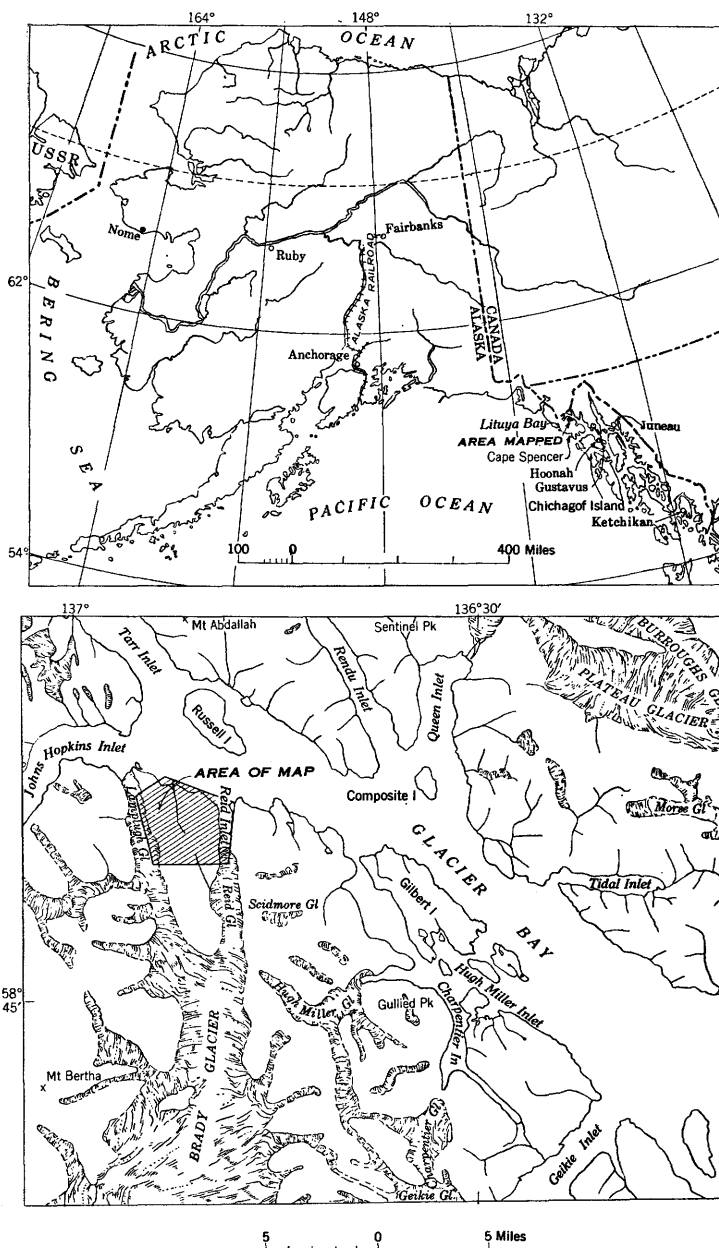 164° 148° 132°
ARCTIC OCEAN
USSR
Nome
Fairbanks
Ruby
ALASKA RAILROAD
62°
BERING
SEA
CANADA
ALASKA
Anchorage
Lituya Bay
Juneau
AREA MAPPED
Cape Spencer
Hoonah
Gustavus
Chichagof Island
Ketchikan
PACIFIC OCEAN
54°
100 0 400 Miles
137° 136°30'
Mt Abdallah
Sentinel Pk
BURROUGHS G
PLATEAU GLACIER
Tarr Inlet
Rendu Inlet
Queen Inlet
Russell I
Johns Hopkins Inlet
AREA OF MAP
Composite I
Lamplugh Gl
Reid Inlet
Morse Gl
GLACIER
BAY
Tidal Inlet
Gilbert I
Reid Gl
Scidmore Gl
58°
45'
Hugh Miller Gl
Gullied Pk
Hugh Miller Inlet
Charpentier In
Mt Bertha
BRADY GLACIER
Charpentier Gl
Geikie Gl.
Geikie Inlet
5 0 5 Miles